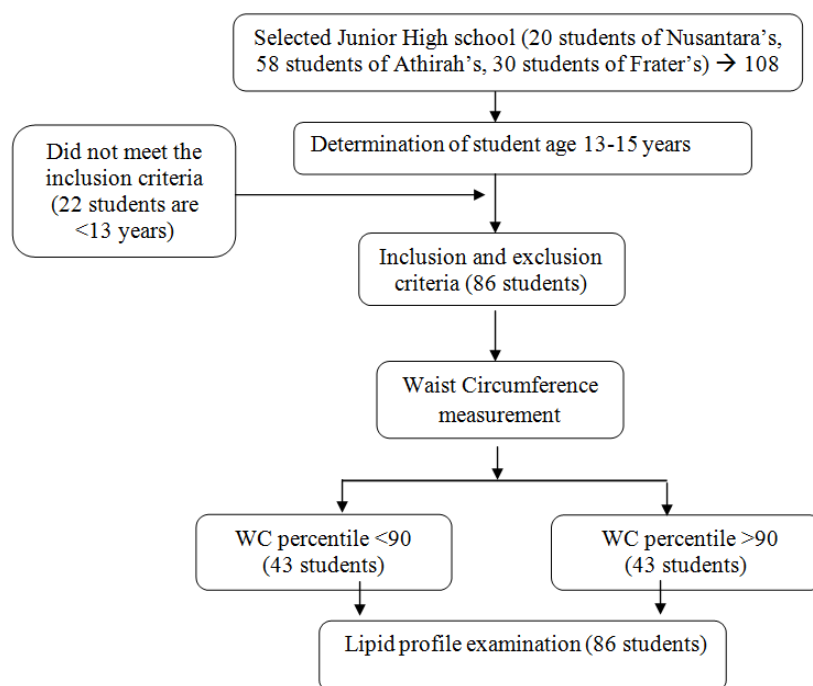 Selected Junior High school (20 students of Nusantara’s,
58 students of Athirah’s, 30 students of Frater’s) → 108
Determination of student age 13-15 years
Did not meet the
inclusion criteria
(22 students are
<13 years)
Inclusion and exclusion
criteria (86 students)
Waist Circumference
measurement
WC percentile <90
(43 students)
WC percentile >90
(43 students)
Lipid profile examination (86 students)